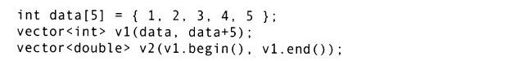 int data[5] = { 1, 2, 3, 4, 5 };
vector<int> v1(data, data+5);
vector<double> v2(v1.begin(), v1.end());